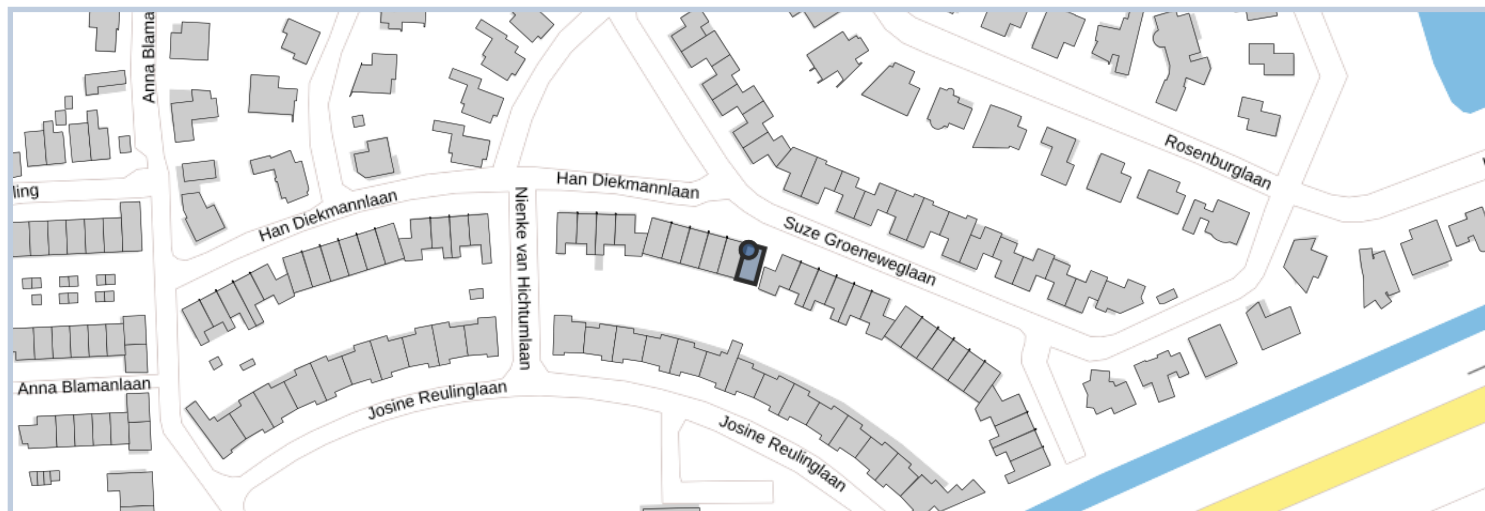 Anna Blama
Rosenburglaan
ling
Han Diekmannlaan
Han Diekmannlaan
Nienke van Hichtumlaan
Suze Groeneweglaan
Anna Blamanlaan
Josine Reulinglaan
Josine Reulinglaan